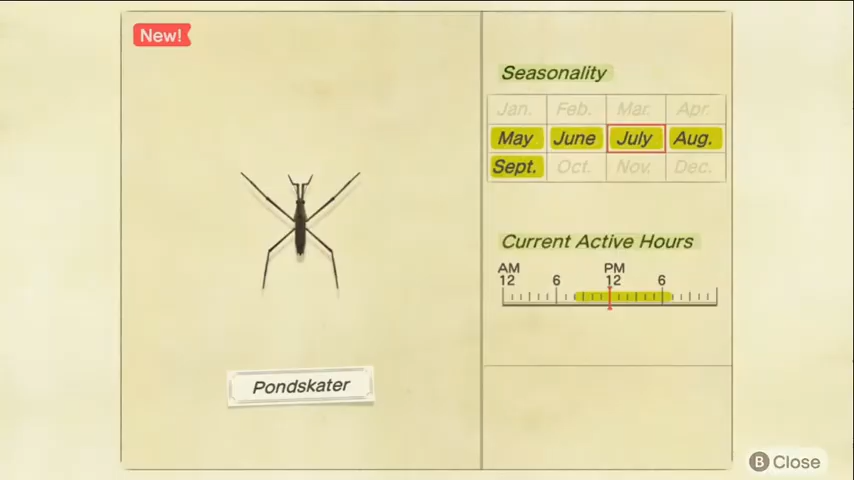 New!
Seasonality
Jan. Feb. Mar. Apr.
May June July Aug.
Sept. Oct. Nov. Dec.
Current Active Hours
AM PM
12 6 12 6
Pondskater
B Close